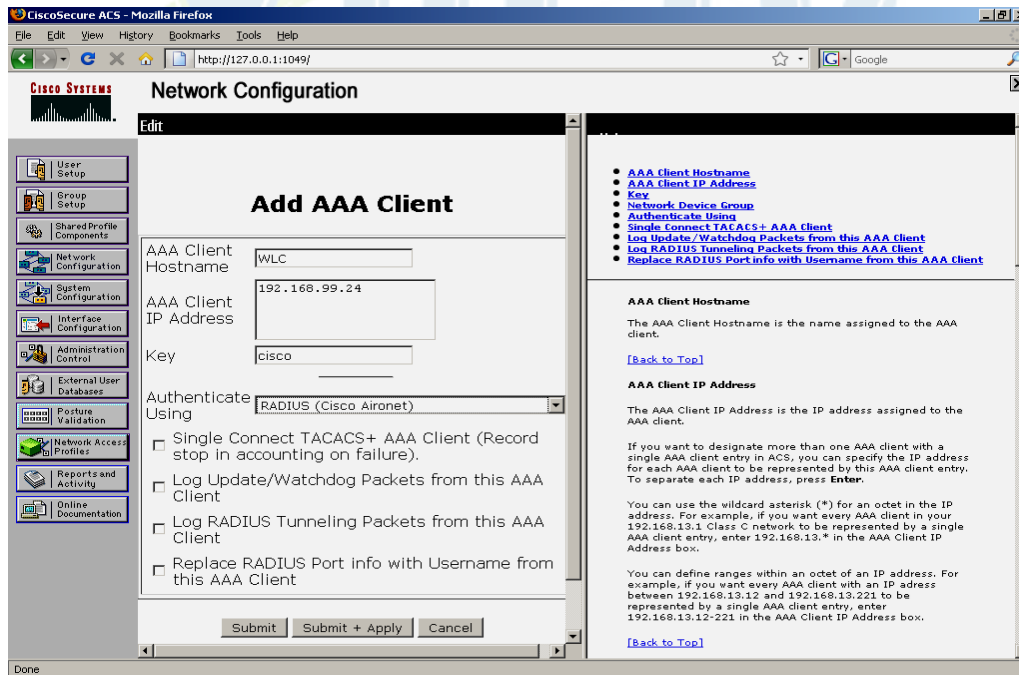 CiscoSecure ACS - Mozilla Firefox
File Edit View History Bookmarks Tools Help
http://127.0.0.1:1049/
G Google
CISCO SYSTEMS
Network Configuration
User
Setup
Group
Setup
Shared Profile
Components
Network
Configuration
System
Configuration
Interface
Configuration
Administration
Control
External User
Databases
Posture
Validation
Network Access
Profiles
Reports and
Activity
Online
Documentation
Edit
Add AAA Client
AAA Client
Hostname
WLC
AAA Client
IP Address
192.168.99.24
Key
cisco
Authenticate
Using
RADIUS (Cisco Aironet)
Single Connect TACACS+ AAA Client (Record
stop in accounting on failure).
Log Update/Watchdog Packets from this AAA
Client
Log RADIUS Tunneling Packets from this AAA
Client
Replace RADIUS Port info with Username from
this AAA Client
Submit Submit + Apply Cancel
AAA Client Hostname
AAA Client IP Address
Key
Network Device Group
Authenticate Using
Single Connect TACACS+ AAA Client
Log Update/Watchdog Packets from this AAA Client
Log RADIUS Tunneling Packets from this AAA Client
Replace RADIUS Port info with Username from this AAA Client
AAA Client Hostname
The AAA Client Hostname is the name assigned to the AAA
client.
[Back to Top]
AAA Client IP Address
The AAA Client IP Address is the IP address assigned to the
AAA client.
If you want to designate more than one AAA client with a
single AAA client entry in ACS, you can specify the IP address
for each AAA client to be represented by this AAA client entry.
To separate each IP address, press Enter.
You can use the wildcard asterisk (*) for an octet in the IP
address. For example, if you want every AAA client in your
192.168.13.1 Class C network to be represented by a single
AAA client entry, enter 192.168.13.* in the AAA Client IP
Address box.
You can define ranges within an octet of an IP address. For
example, if you want every AAA client with an IP adress
between 192.168.13.12 and 192.168.13.221 to be
represented by a single AAA client entry, enter
192.168.13.12-221 in the AAA Client IP Address box.
[Back to Top]
Done